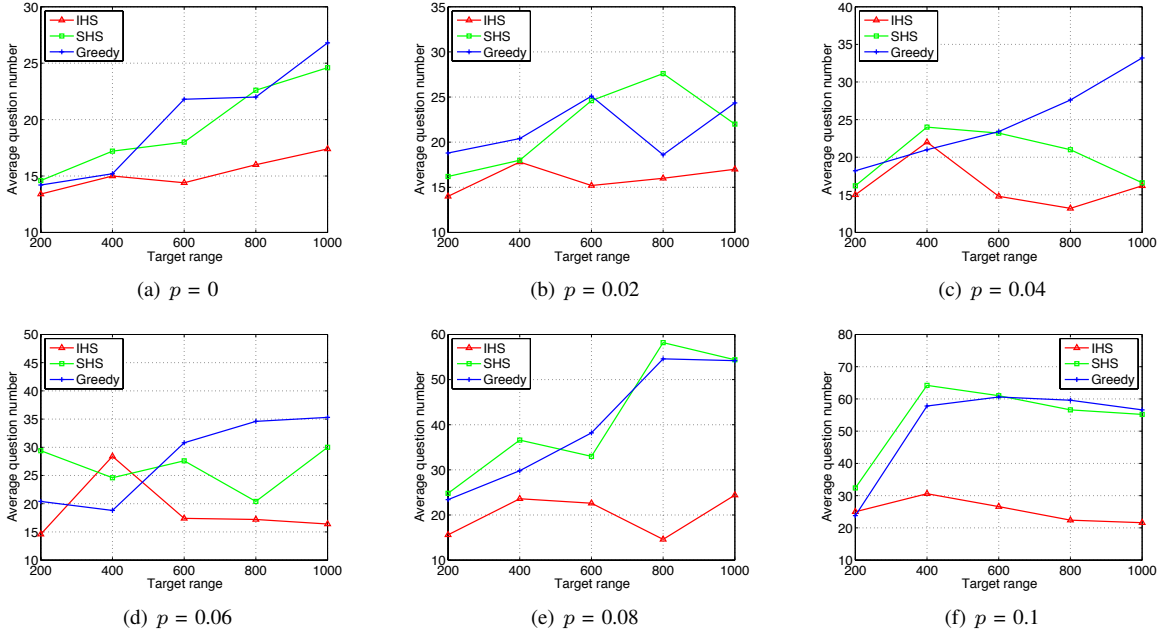 30
IHS
SHS
Greedy
25
20
15
10
200 400 600 800 1000
Average question number
Target range
(a) p = 0
35
IHS
SHS
Greedy
30
25
20
15
10
200 400 600 800 1000
Average question number
Target range
(b) p = 0.02
40
IHS
SHS
Greedy
35
30
25
20
15
10
200 400 600 800 1000
Average question number
Target range
(c) p = 0.04
50
IHS
SHS
Greedy
45
40
35
30
25
20
15
10
200 400 600 800 1000
Average question number
Target range
(d) p = 0.06
60
IHS
SHS
Greedy
50
40
30
20
10
200 400 600 800 1000
Average question number
Target range
(e) p = 0.08
80
IHS
SHS
Greedy
70
60
50
40
30
20
10
200 400 600 800 1000
Average question number
Target range
(f) p = 0.1